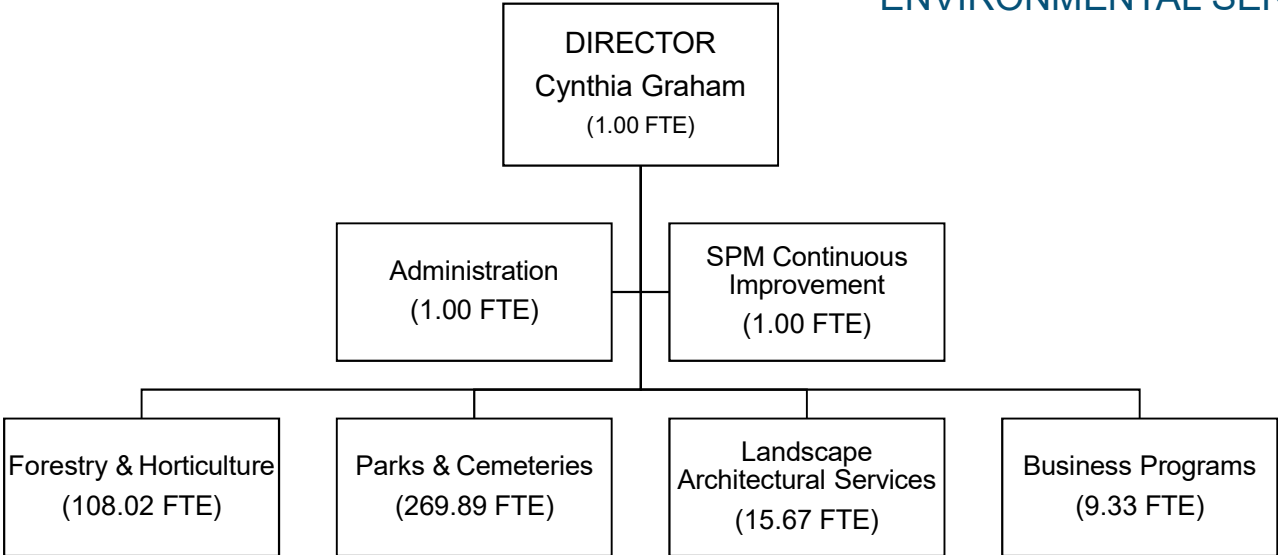 ENVIRONMENTAL
DIRECTOR
Cynthia Graham
(1.00 FTE)
Administration
(1.00 FTE)
SPM Continuous
Improvement
(1.00 FTE)
Forestry & Horticulture
(108.02 FTE)
Parks & Cemeteries
(269.89 FTE)
Landscape
Architectural Services
(15.67 FTE)
Business Programs
(9.33 FTE)